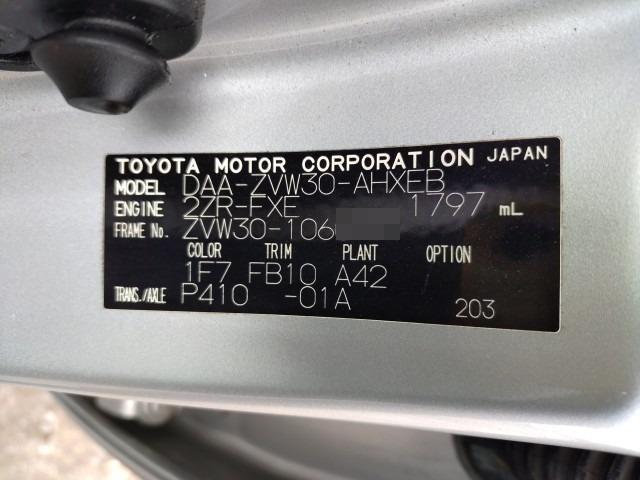 TOYOTA MOTOR CORPORATION JAPAN
MODEL DAA-ZVW30-AHXEB
ENGINE 2ZR-FXE 1797 mL
FRAME No. ZVW30-106
COLOR TRIM PLANT OPTION
1F7 FB10 A42
TRANS./AXLE P410 -01A 203